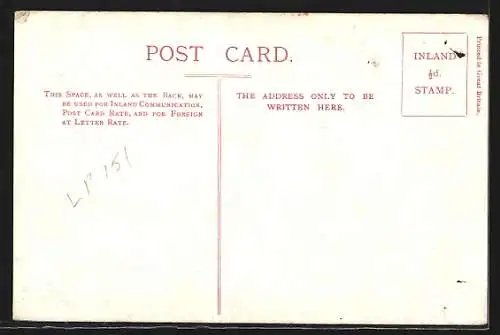 POST CARD.
THIS SPACE, AS WELL AS THE BACK, MAY
BE USED FOR INLAND COMMUNICATION,
POST CARD RATE, AND FOR FOREIGN
AT LETTER RATE.
THE ADDRESS ONLY TO BE
WRITTEN HERE.
INLAND
½d.
STAMP.
Printed in Great Britain.
LP 151